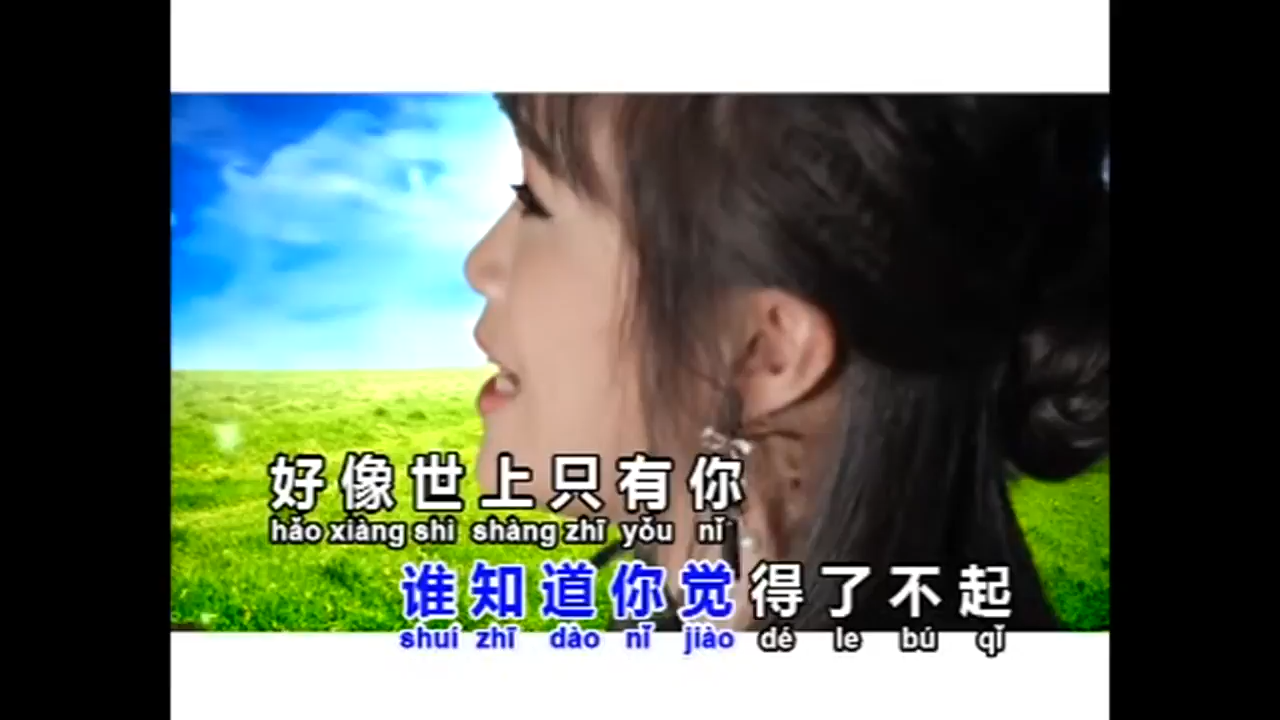 好像世上只有你
hǎo xiàng shì shàng zhī yǒu nǐ
谁知道你觉得了不起
shuí zhī dào nǐ jiào dé le bú qǐ